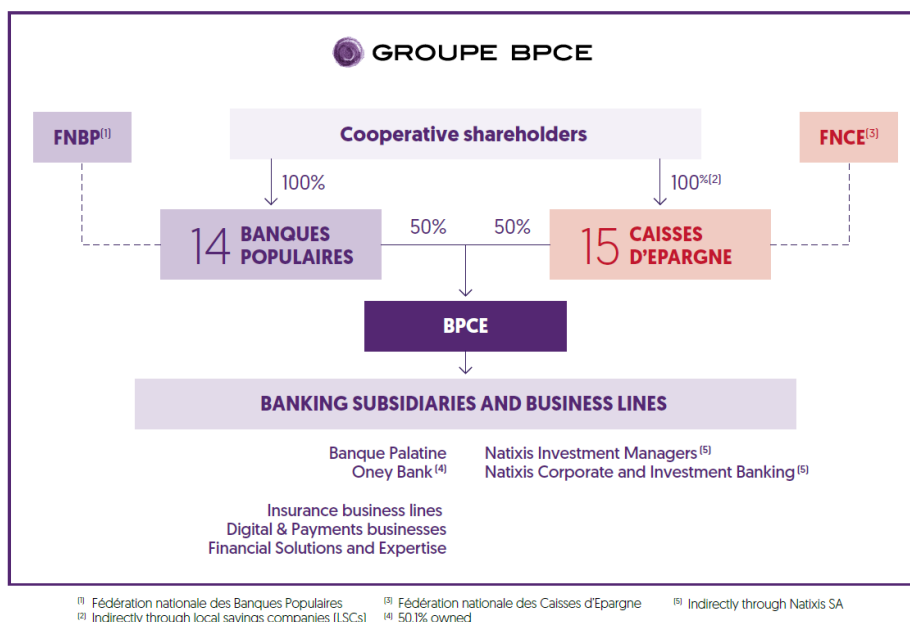 GROUPE BPCE
FNBP(1)
Cooperative shareholders
FNCE(3)
100%
100%(2)
14 BANQUES
POPULAIRES
50%
50%
15 CAISSES
D'EPARGNE
BPCE
BANKING SUBSIDIARIES AND BUSINESS LINES
Banque Palatine
Oney Bank(4)
Natixis Investment Managers(5)
Natixis Corporate and Investment Banking(5)
Insurance business lines
Digital & Payments businesses
Financial Solutions and Expertise
(1) Fédération nationale des Banques Populaires
(2) Indirectly through local savings companies (LSCs)
(3) Fédération nationale des Caisses d'Epargne
(4) 50.1% owned
(5) Indirectly through Natixis SA